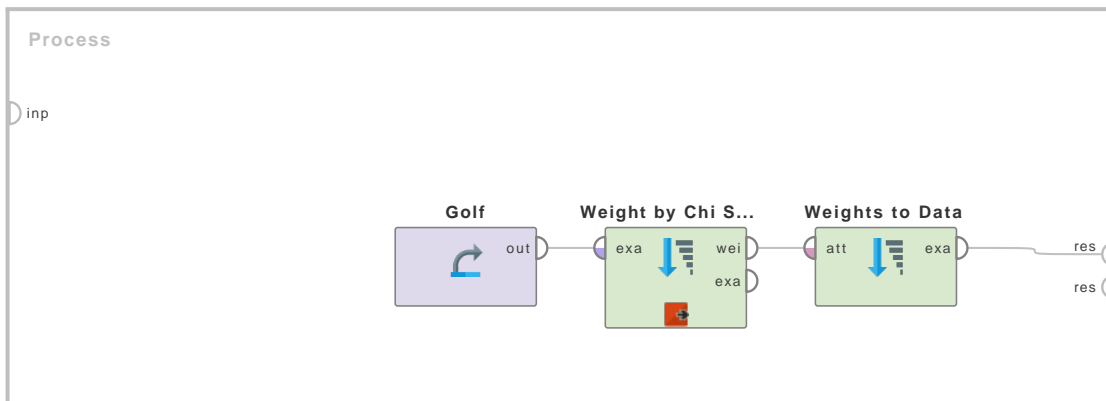 Process
inp
Golf
Weight by Chi S...
Weights to Data
out
exa
wei
att
exa
res
exa
res